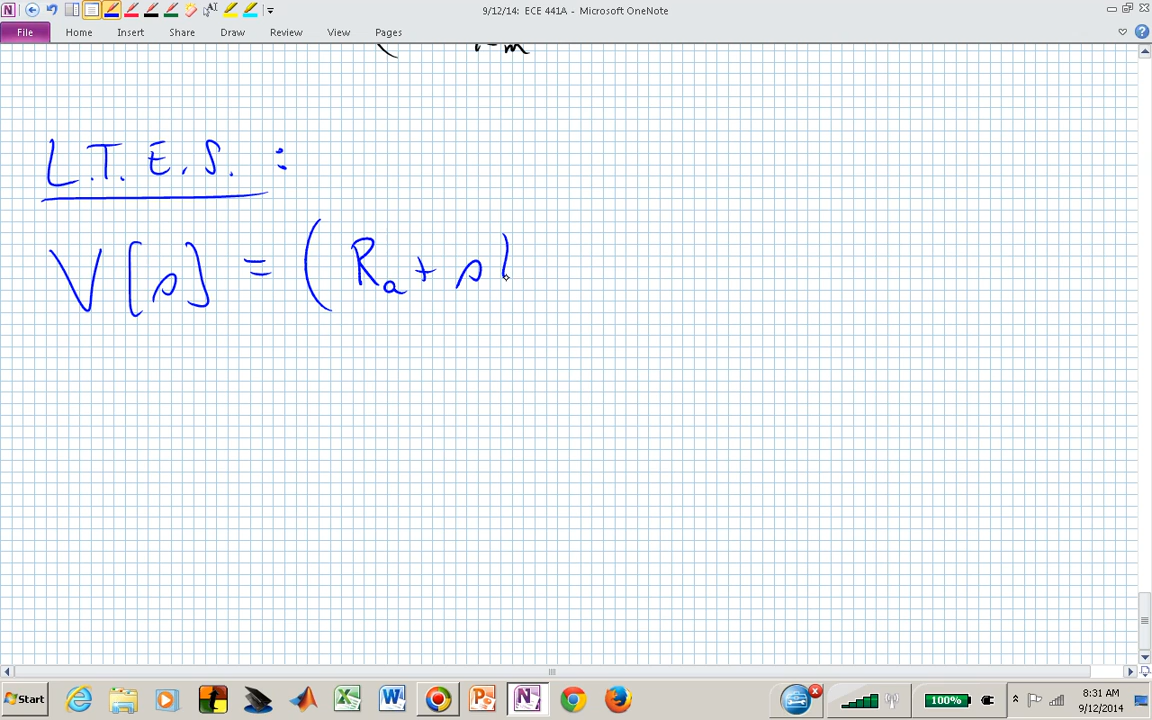 9/12/14: ECE 441A - Microsoft OneNote
File Home Insert Share Draw Review View Pages
L.T.E.S. :
V[s] = ( Ra + s
Start
100%
8:31 AM
9/12/2014